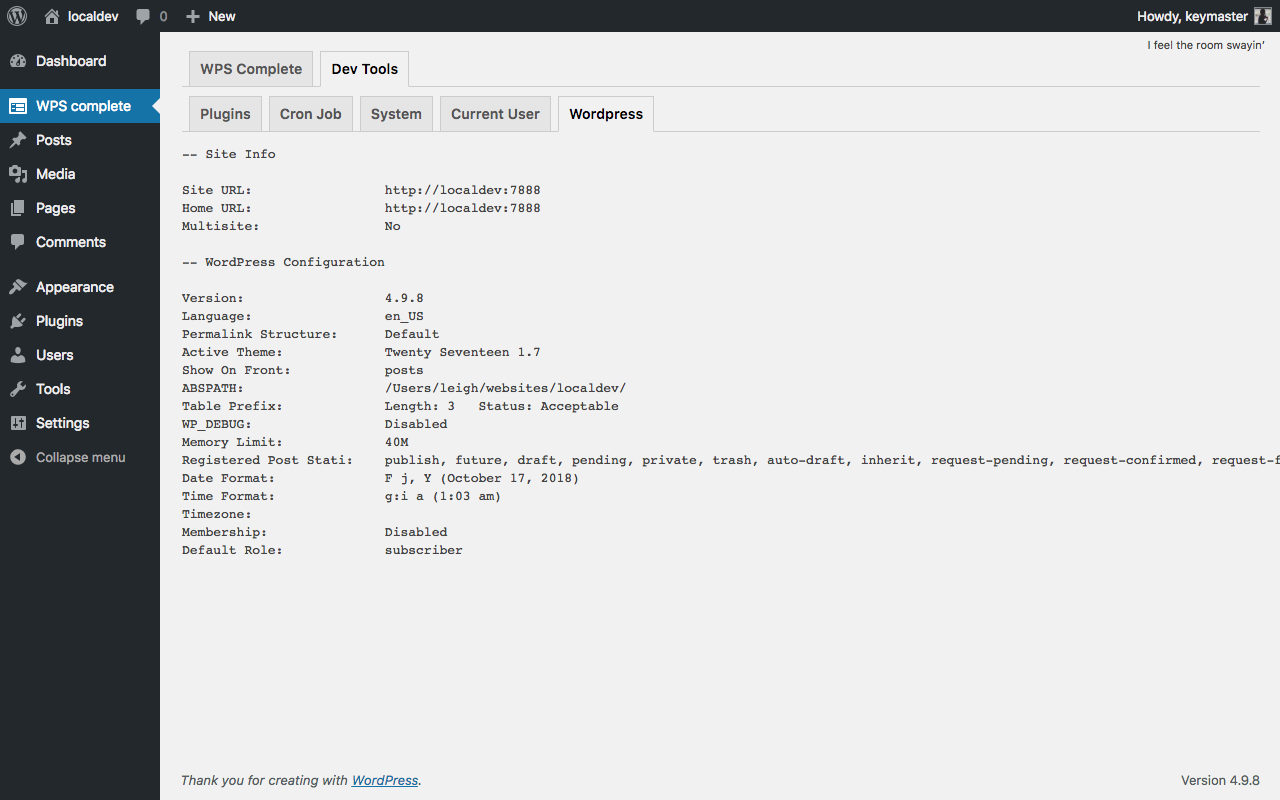 localdev 0 New Howdy, keymaster
I feel the room swayin’
Dashboard
WPS complete
Posts
Media
Pages
Comments
Appearance
Plugins
Users
Tools
Settings
Collapse menu
WPS Complete Dev Tools
Plugins Cron Job System Current User Wordpress
-- Site Info
Site URL: http://localdev:7888
Home URL: http://localdev:7888
Multisite: No
-- WordPress Configuration
Version: 4.9.8
Language: en_US
Permalink Structure: Default
Active Theme: Twenty Seventeen 1.7
Show On Front: posts
ABSPATH: /Users/leigh/websites/localdev/
Table Prefix: Length: 3 Status: Acceptable
WP_DEBUG: Disabled
Memory Limit: 40M
Registered Post Stati: publish, future, draft, pending, private, trash, auto-draft, inherit, request-pending, request-confirmed, request-f
Date Format: F j, Y (October 17, 2018)
Time Format: g:i a (1:03 am)
Timezone:
Membership: Disabled
Default Role: subscriber
Thank you for creating with WordPress. Version 4.9.8